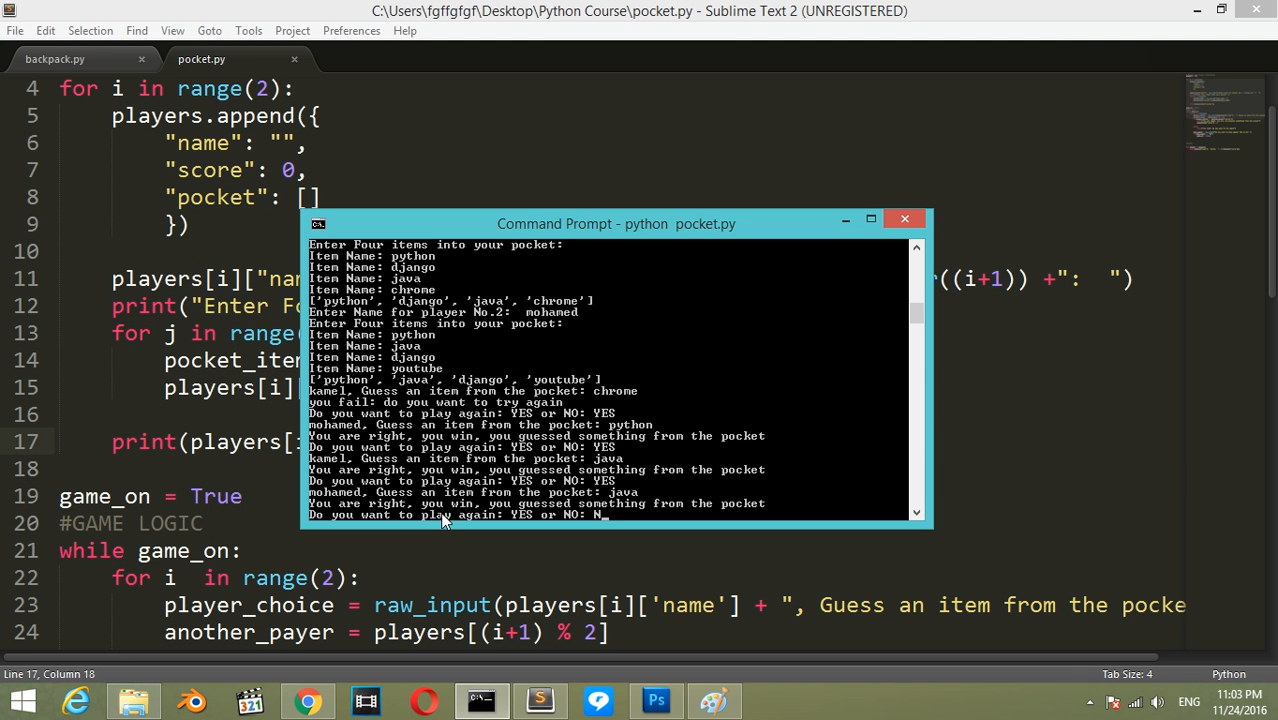 C:\Users\fgffgfgf\Desktop\Python Course\pocket.py - Sublime Text 2 (UNREGISTERED)
File Edit Selection Find View Goto Tools Project Preferences Help
backpack.py × pocket.py ×
4 for i in range(2):
5 players.append({
6 "name": "",
7 "score": 0,
8 "pocket": []
9 })
10
11 players[i]["na r((i+1)) +":  ")
12 print("Enter Fo
13 for j in range(
14 pocket_iter
15 players[i]
16
17 print(players[i
18
19 game_on = True
20 #GAME LOGIC
21 while game_on:
22 for i  in range(2):
23 player_choice = raw_input(players[i]['name'] + ", Guess an item from the pocke
24 another_payer = players[(i+1) % 2]
Command Prompt - python  pocket.py
Enter Four items into your pocket:
Item Name: python
Item Name: django
Item Name: java
Item Name: chrome
['python', 'django', 'java', 'chrome']
Enter Name for player No.2:  mohamed
Enter Four items into your pocket:
Item Name: python
Item Name: java
Item Name: django
Item Name: youtube
['python', 'java', 'django', 'youtube']
kamel, Guess an item from the pocket: chrome
you fail: do you want to try again
Do you want to play again: YES or NO: YES
mohamed, Guess an item from the pocket: python
You are right, you win, you guessed something from the pocket
Do you want to play again: YES or NO: YES
kamel, Guess an item from the pocket: java
You are right, you win, you guessed something from the pocket
Do you want to play again: YES or NO: YES
mohamed, Guess an item from the pocket: java
You are right, you win, you guessed something from the pocket
Do you want to play again: YES or NO: N_
Line 17, Column 18 Tab Size: 4 Python
321
Ps
ENG
11:03 PM
11/24/2016